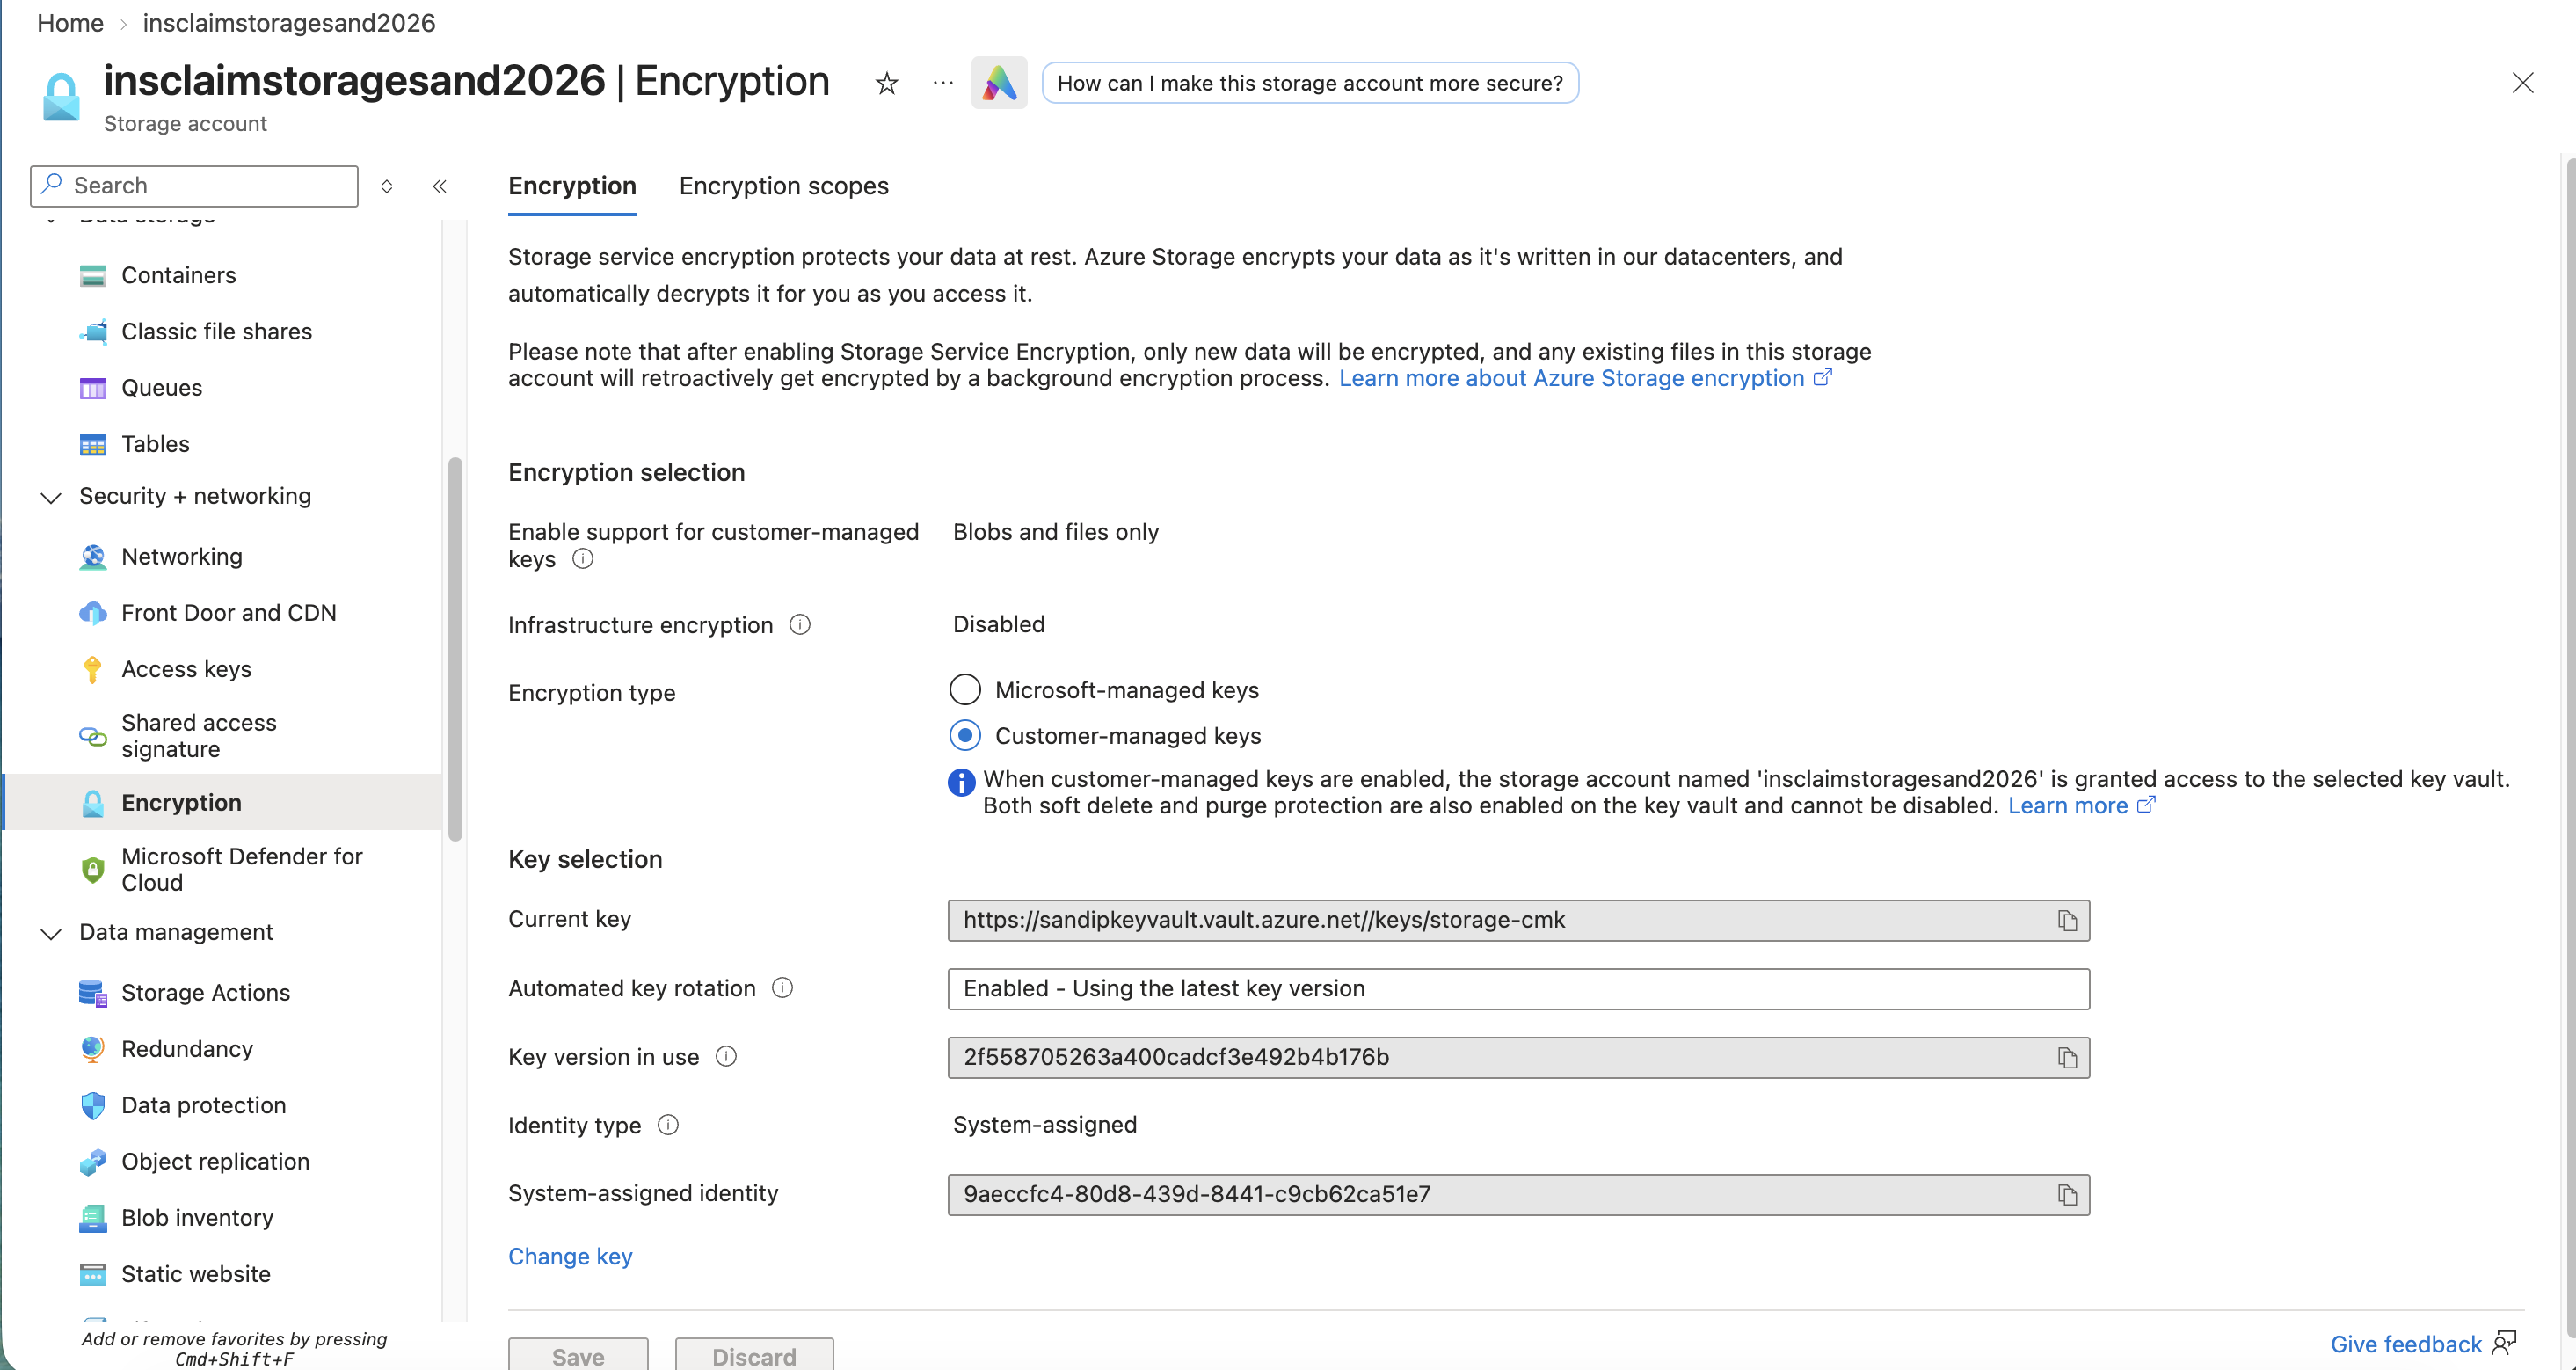 Home > insclaimstoragesand2026
insclaimstoragesand2026 | Encryption
How can I make this storage account more secure?
Storage account
Search
Data storage
Containers
Classic file shares
Queues
Tables
Security + networking
Networking
Front Door and CDN
Access keys
Shared access
signature
Encryption
Microsoft Defender for
Cloud
Data management
Storage Actions
Redundancy
Data protection
Object replication
Blob inventory
Static website
Add or remove favorites by pressing
Cmd+Shift+F
Encryption
Encryption scopes
Storage service encryption protects your data at rest. Azure Storage encrypts your data as it's written in our datacenters, and
automatically decrypts it for you as you access it.
Please note that after enabling Storage Service Encryption, only new data will be encrypted, and any existing files in this storage
account will retroactively get encrypted by a background encryption process. Learn more about Azure Storage encryption
Encryption selection
Enable support for customer-managed
keys
Blobs and files only
Infrastructure encryption
Disabled
Encryption type
Microsoft-managed keys
Customer-managed keys
When customer-managed keys are enabled, the storage account named 'insclaimstoragesand2026' is granted access to the selected key vault.
Both soft delete and purge protection are also enabled on the key vault and cannot be disabled. Learn more
Key selection
Current key
https://sandipkeyvault.vault.azure.net//keys/storage-cmk
Automated key rotation
Enabled - Using the latest key version
Key version in use
2f558705263a400cadcf3e492b4b176b
Identity type
System-assigned
System-assigned identity
9aeccfc4-80d8-439d-8441-c9cb62ca51e7
Change key
Save
Discard
Give feedback